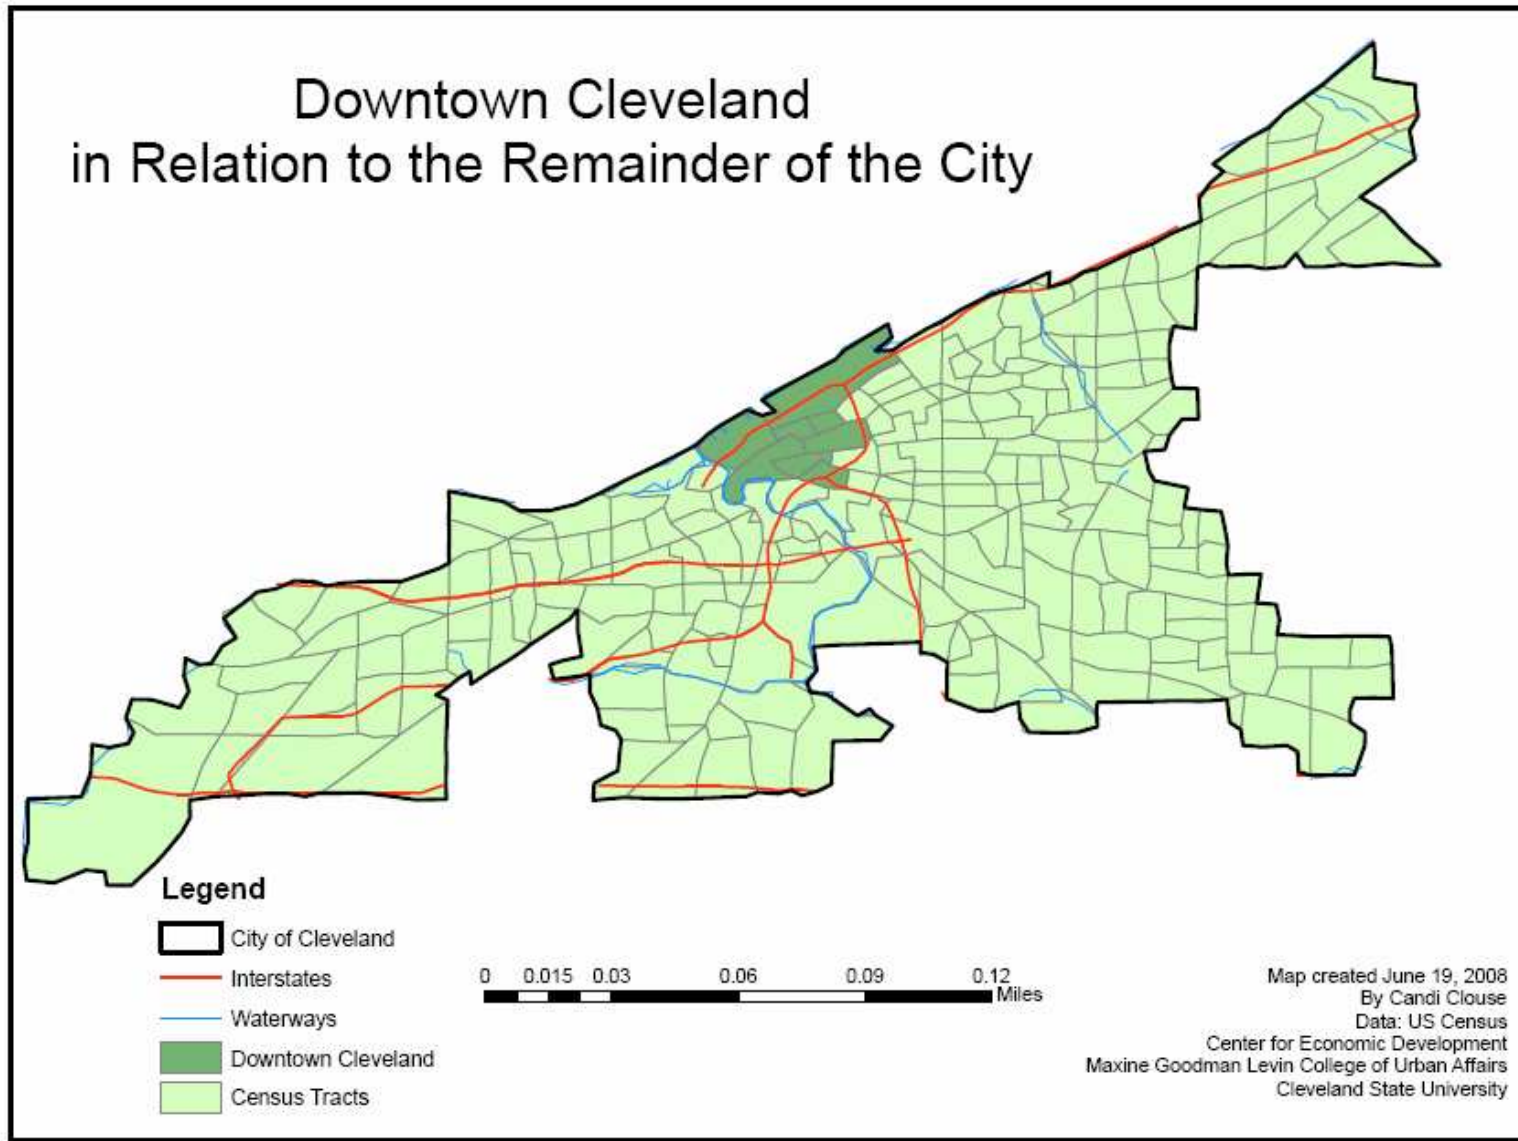 Downtown Cleveland
in Relation to the Remainder of the City
Legend
City of Cleveland
Interstates
Waterways
Downtown Cleveland
Census Tracts
0 0.015 0.03 0.06 0.09 0.12
Miles
Map created June 19, 2008
By Candi Clouse
Data: US Census
Center for Economic Development
Maxine Goodman Levin College of Urban Affairs
Cleveland State University